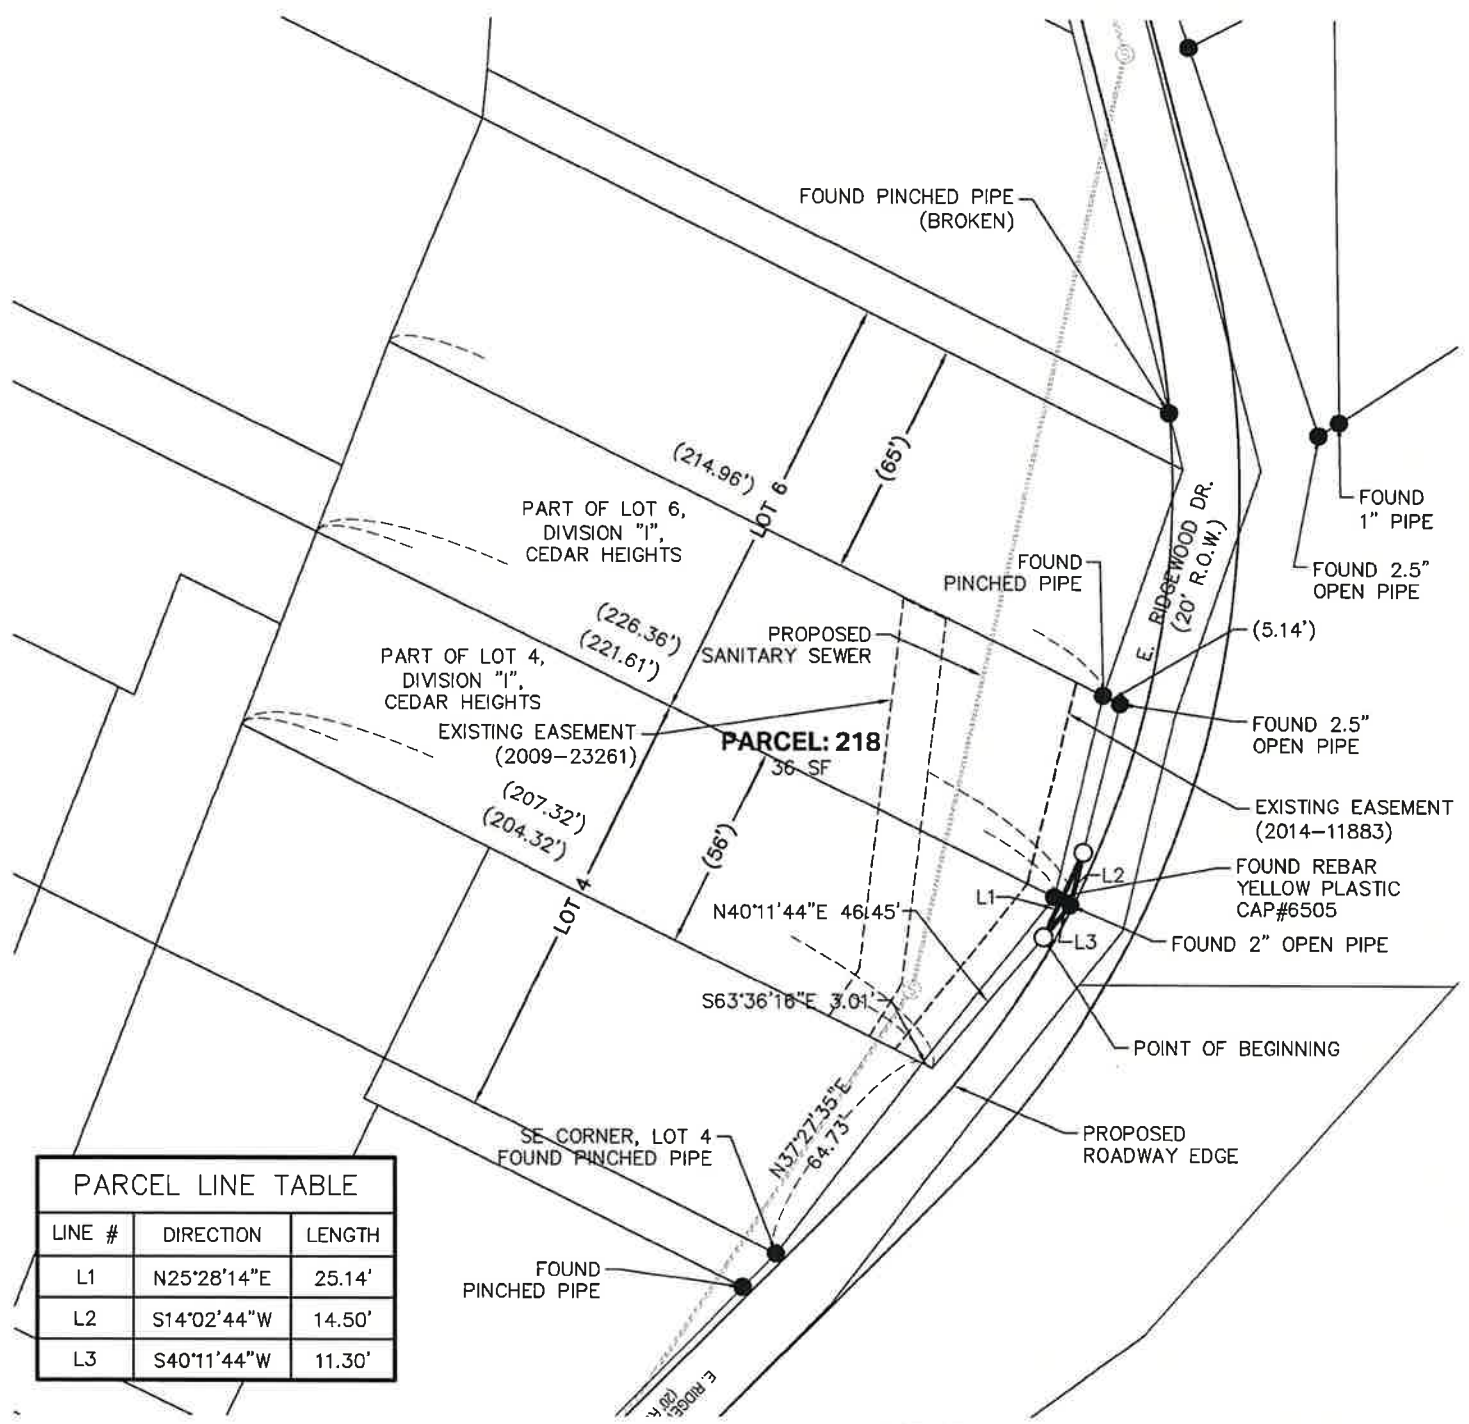 FOUND PINCHED PIPE
(BROKEN)
(65')
(214.96')
LOT 6
PART OF LOT 6,
DIVISION "I",
CEDAR HEIGHTS
E. RIDGEWOOD DR.
(20' R.O.W.)
FOUND
1" PIPE
FOUND
PINCHED PIPE
FOUND 2.5"
OPEN PIPE
(5.14')
(226.36')
(221.61')
PROPOSED
SANITARY SEWER
PART OF LOT 4,
DIVISION "I",
CEDAR HEIGHTS
EXISTING EASEMENT
(2009-23261)
PARCEL: 218
36 SF
FOUND 2.5"
OPEN PIPE
(207.32')
(204.32')
(56')
EXISTING EASEMENT
(2014-11883)
L2
FOUND REBAR
YELLOW PLASTIC
CAP#6505
L1
LOT 4
N40°11'44"E 46.45'
L3
FOUND 2" OPEN PIPE
S63°36'16"E 3.01'
POINT OF BEGINNING
N37°27'35"E
64.73'
SE CORNER, LOT 4
FOUND PINCHED PIPE
PROPOSED
ROADWAY EDGE
FOUND
PINCHED PIPE
PARCEL LINE TABLE
LINE # DIRECTION LENGTH
L1 N25°28'14"E 25.14'
L2 S14°02'44"W 14.50'
L3 S40°11'44"W 11.30'
E. RIDGE
(20' R.